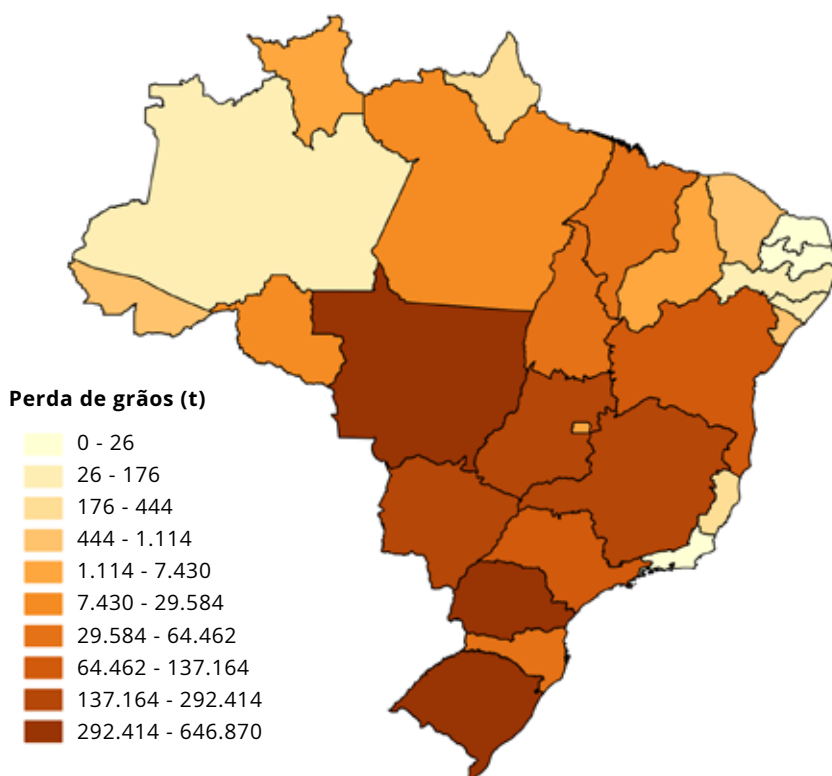 Perda de grãos (t)
0 - 26
26 - 176
176 - 444
444 - 1.114
1.114 - 7.430
7.430 - 29.584
29.584 - 64.462
64.462 - 137.164
137.164 - 292.414
292.414 - 646.870